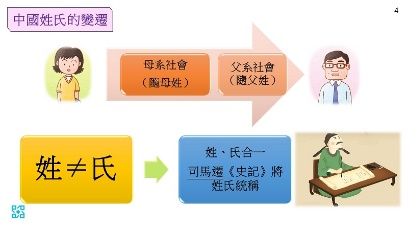 4
中國姓氏的變遷
母系社會
（隨母姓）
父系社會
（隨父姓）
姓≠氏
姓、氏合一
司馬遷《史記》將
姓氏統稱